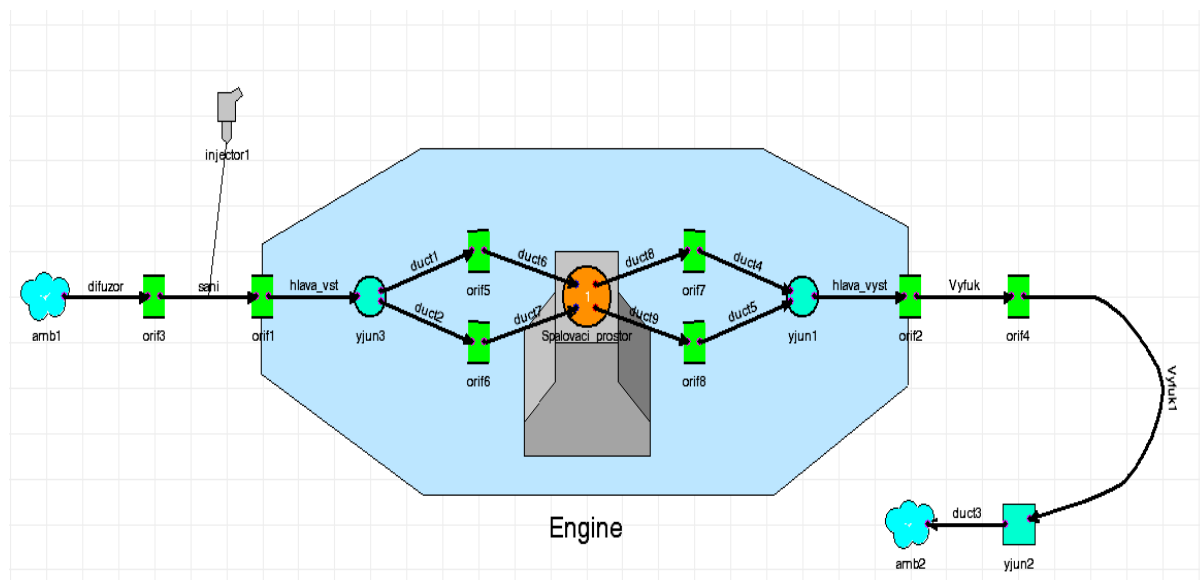 injector1
difuzor
sani
hlava_vst
duct1
duct6
duct8
duct4
hlava_vyst
Vyfuk
amb1
orif3
orif1
yjun3
orif5
1
orif7
yjun1
orif2
orif4
duct2
duct7
Spalovaci_prostor
duct9
duct5
orif6
orif8
Vyfuk1
Engine
duct3
amb2
yjun2